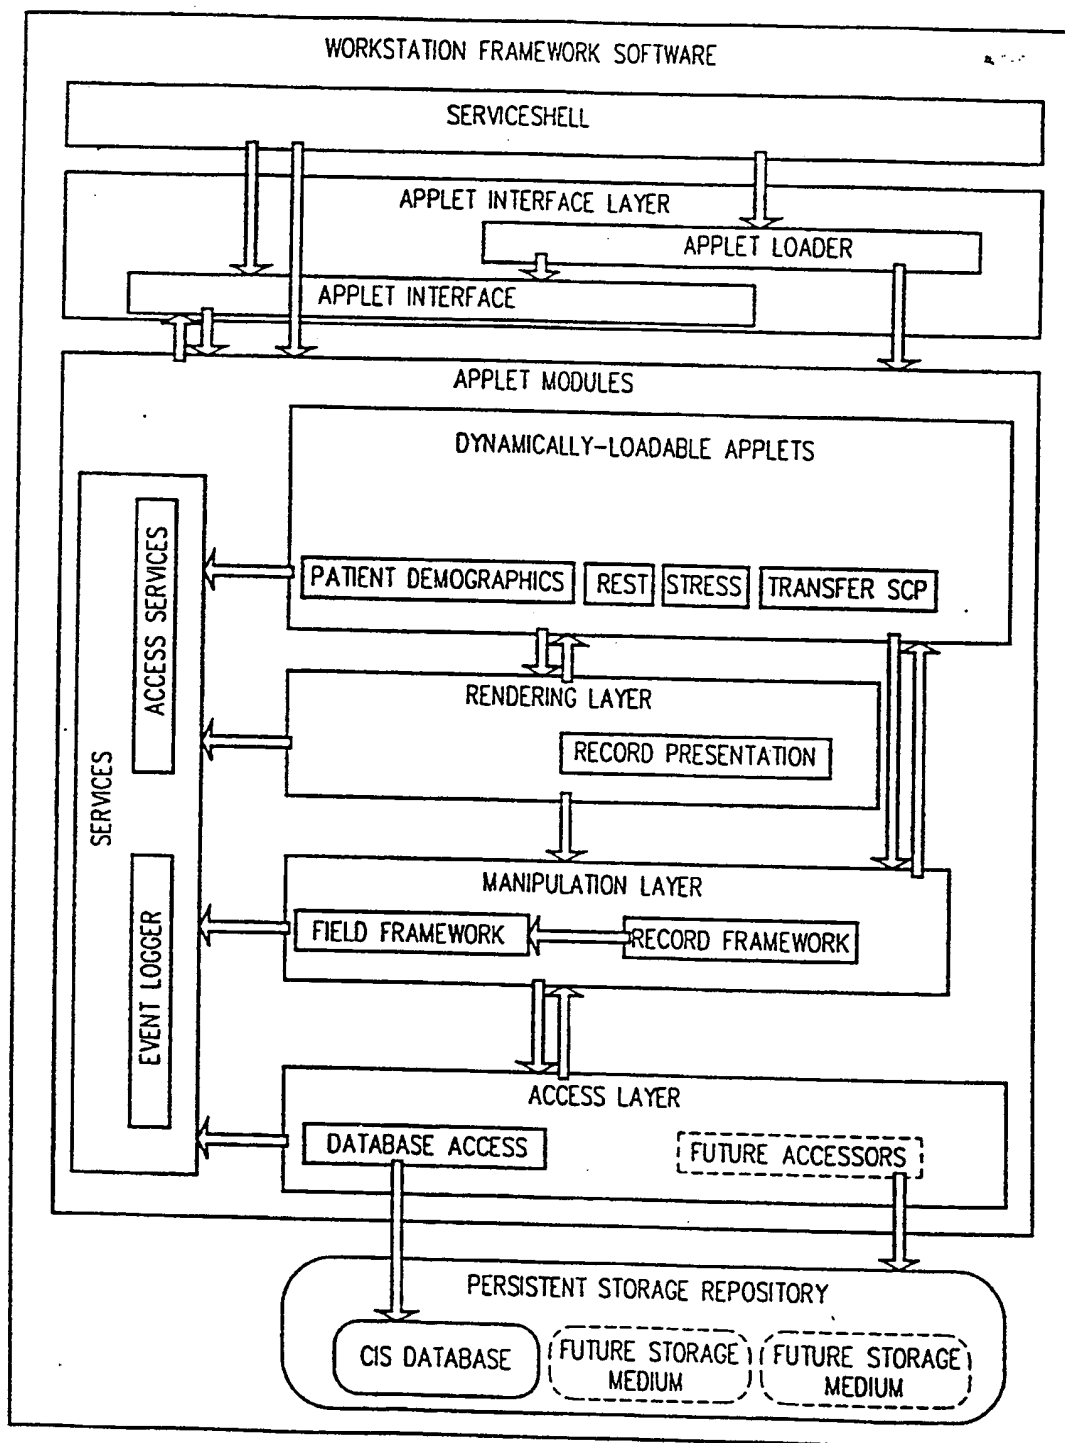 WORKSTATION FRAMEWORK SOFTWARE
SERVICESHELL
APPLET INTERFACE LAYER
APPLET LOADER
APPLET INTERFACE
APPLET MODULES
DYNAMICALLY-LOADABLE APPLETS
PATIENT DEMOGRAPHICS
REST
STRESS
TRANSFER SCP
SERVICES
ACCESS SERVICES
EVENT LOGGER
RENDERING LAYER
RECORD PRESENTATION
MANIPULATION LAYER
FIELD FRAMEWORK
RECORD FRAMEWORK
ACCESS LAYER
DATABASE ACCESS
FUTURE ACCESSORS
PERSISTENT STORAGE REPOSITORY
CIS DATABASE
FUTURE STORAGE
MEDIUM
FUTURE STORAGE
MEDIUM